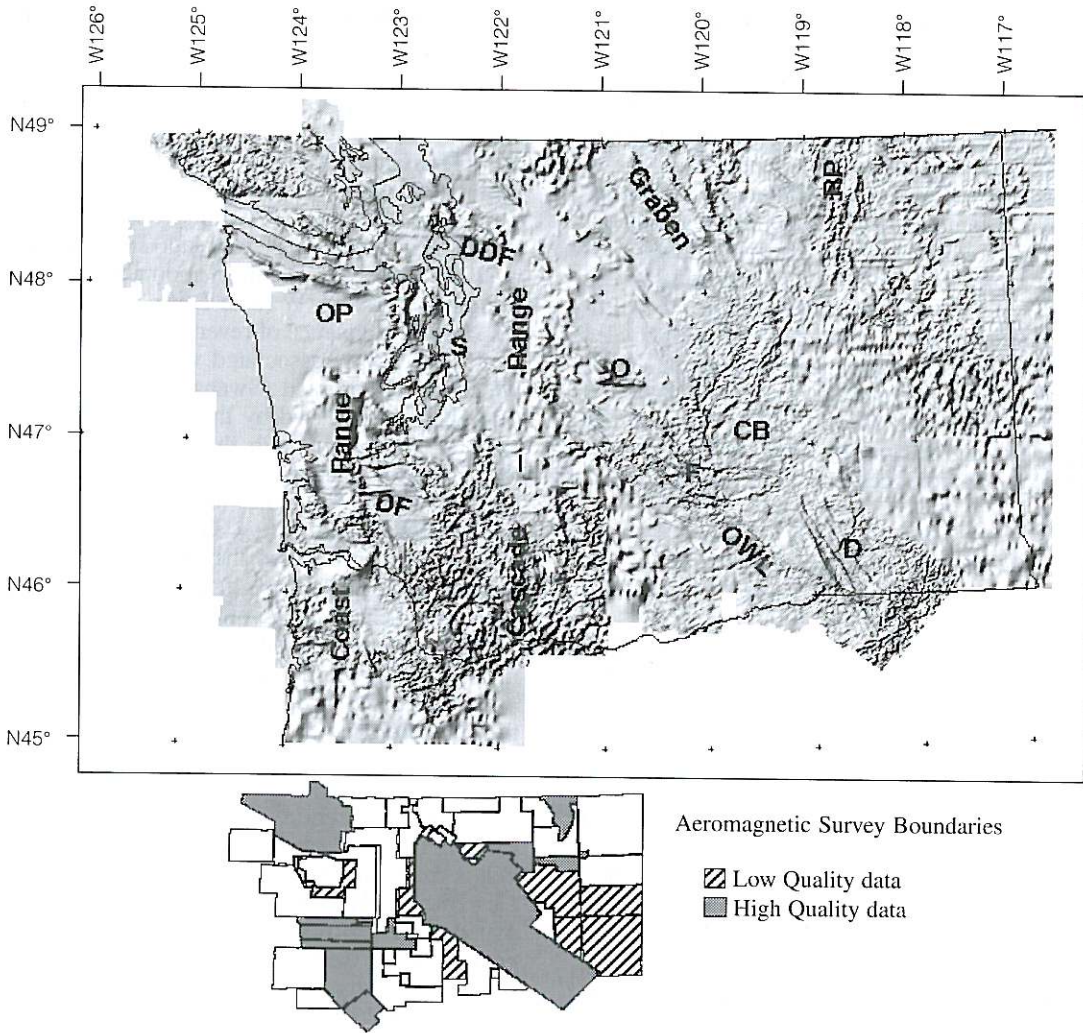 W126°
W125°
W124°
W123°
W122°
W121°
W120°
W119°
W118°
W117°
N49°
N48°
N47°
N46°
N45°
Graben
BP
DDF
OP
S
Range
O
Range
CB
F
DF
OWL
D
Coast
Cascade
Aeromagnetic Survey Boundaries
Low Quality data
High Quality data